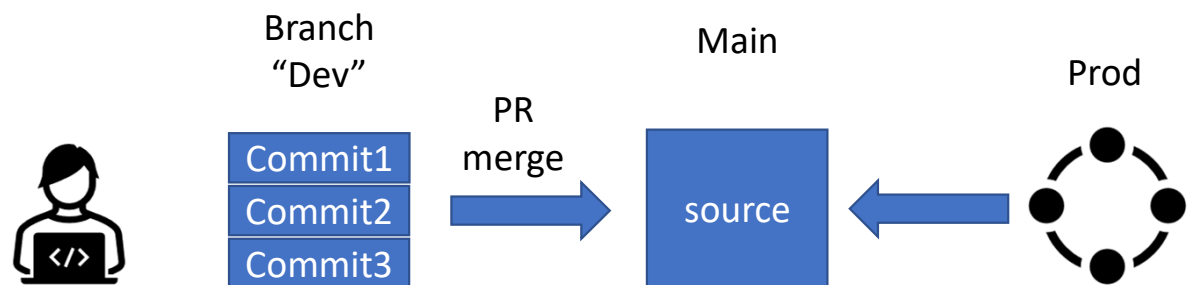 Branch
“Dev”
Commit1
Commit2
Commit3
PR
merge
Main
source
Prod
</>